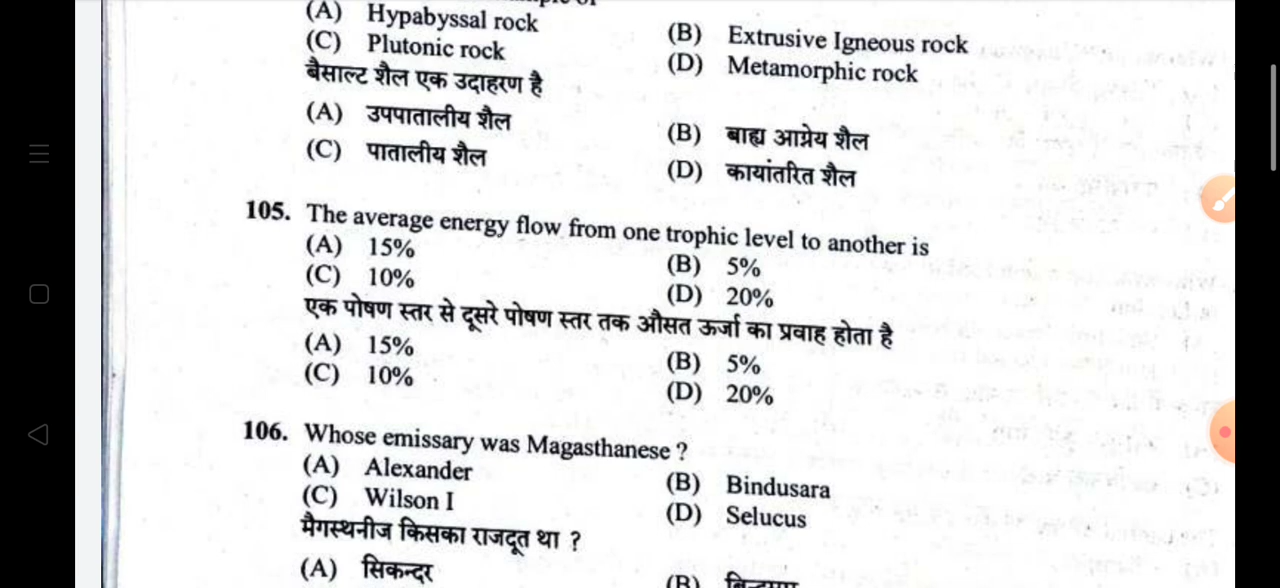 (A) Hypabyssal rock
(B) Extrusive Igneous rock
(C) Plutonic rock
(D) Metamorphic rock
बैसाल्ट शैल एक उदाहरण है
(A) उपपातालीय शैल
(B) बाह्य आग्नेय शैल
(C) पातालीय शैल
(D) कायांतरित शैल
105. The average energy flow from one trophic level to another is
(A) 15%
(B) 5%
(C) 10%
(D) 20%
एक पोषण स्तर से दूसरे पोषण स्तर तक औसत ऊर्जा का प्रवाह होता है
(A) 15%
(B) 5%
(C) 10%
(D) 20%
106. Whose emissary was Magasthanese ?
(A) Alexander
(B) Bindusara
(C) Wilson I
(D) Selucus
मैगस्थनीज किसका राजदूत था ?
(A) सिकन्दर
(B)